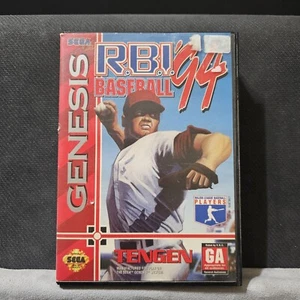 SEGA
GENESIS
R.B.I. '94
BASEBALL
PLAYERS
TENGEN
SEGA
GA